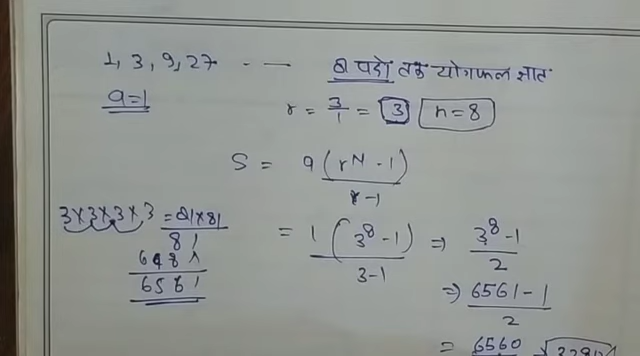 1, 3, 9, 27 - - — 8 पदो तक योगफल ज्ञात
a=1 r = 3/1 = 3 n=8
S = a(r^N - 1)/r-1
3×3×3×3 = 81×81 = 1(3^8-1)/3-1 ⇒ 3^8-1/2
81
648×
6561 ⇒ 6561-1/2
= 6560